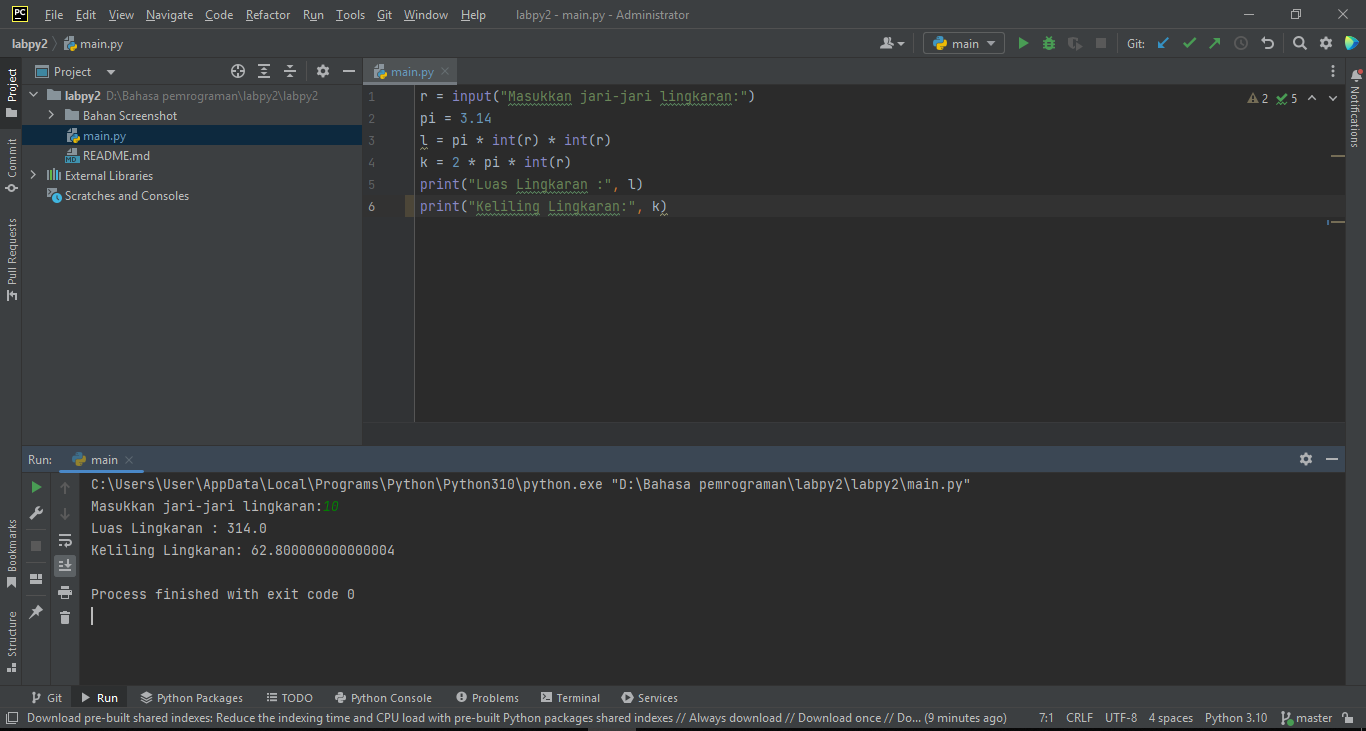 PC File Edit View Navigate Code Refactor Run Tools Git Window Help labpy2 - main.py - Administrator
labpy2 main.py main Git:
Project
main.py
labpy2 D:\Bahasa pemrograman\labpy2\labpy2
Bahan Screenshot
main.py
README.md
External Libraries
Scratches and Consoles
Project
Commit
Pull Requests
Bookmarks
Structure
Notifications
1 r = input("Masukkan jari-jari lingkaran:")
2 pi = 3.14
3 l = pi * int(r) * int(r)
4 k = 2 * pi * int(r)
5 print("Luas Lingkaran :", l)
6 print("Keliling Lingkaran:", k)
2 5
Run: main
C:\Users\User\AppData\Local\Programs\Python\Python310\python.exe "D:\Bahasa pemrograman\labpy2\labpy2\main.py"
Masukkan jari-jari lingkaran:10
Luas Lingkaran : 314.0
Keliling Lingkaran: 62.800000000000004
Process finished with exit code 0
Git Run Python Packages TODO Python Console Problems Terminal Services
Download pre-built shared indexes: Reduce the indexing time and CPU load with pre-built Python packages shared indexes // Always download // Download once // Do... (9 minutes ago) 7:1 CRLF UTF-8 4 spaces Python 3.10 master